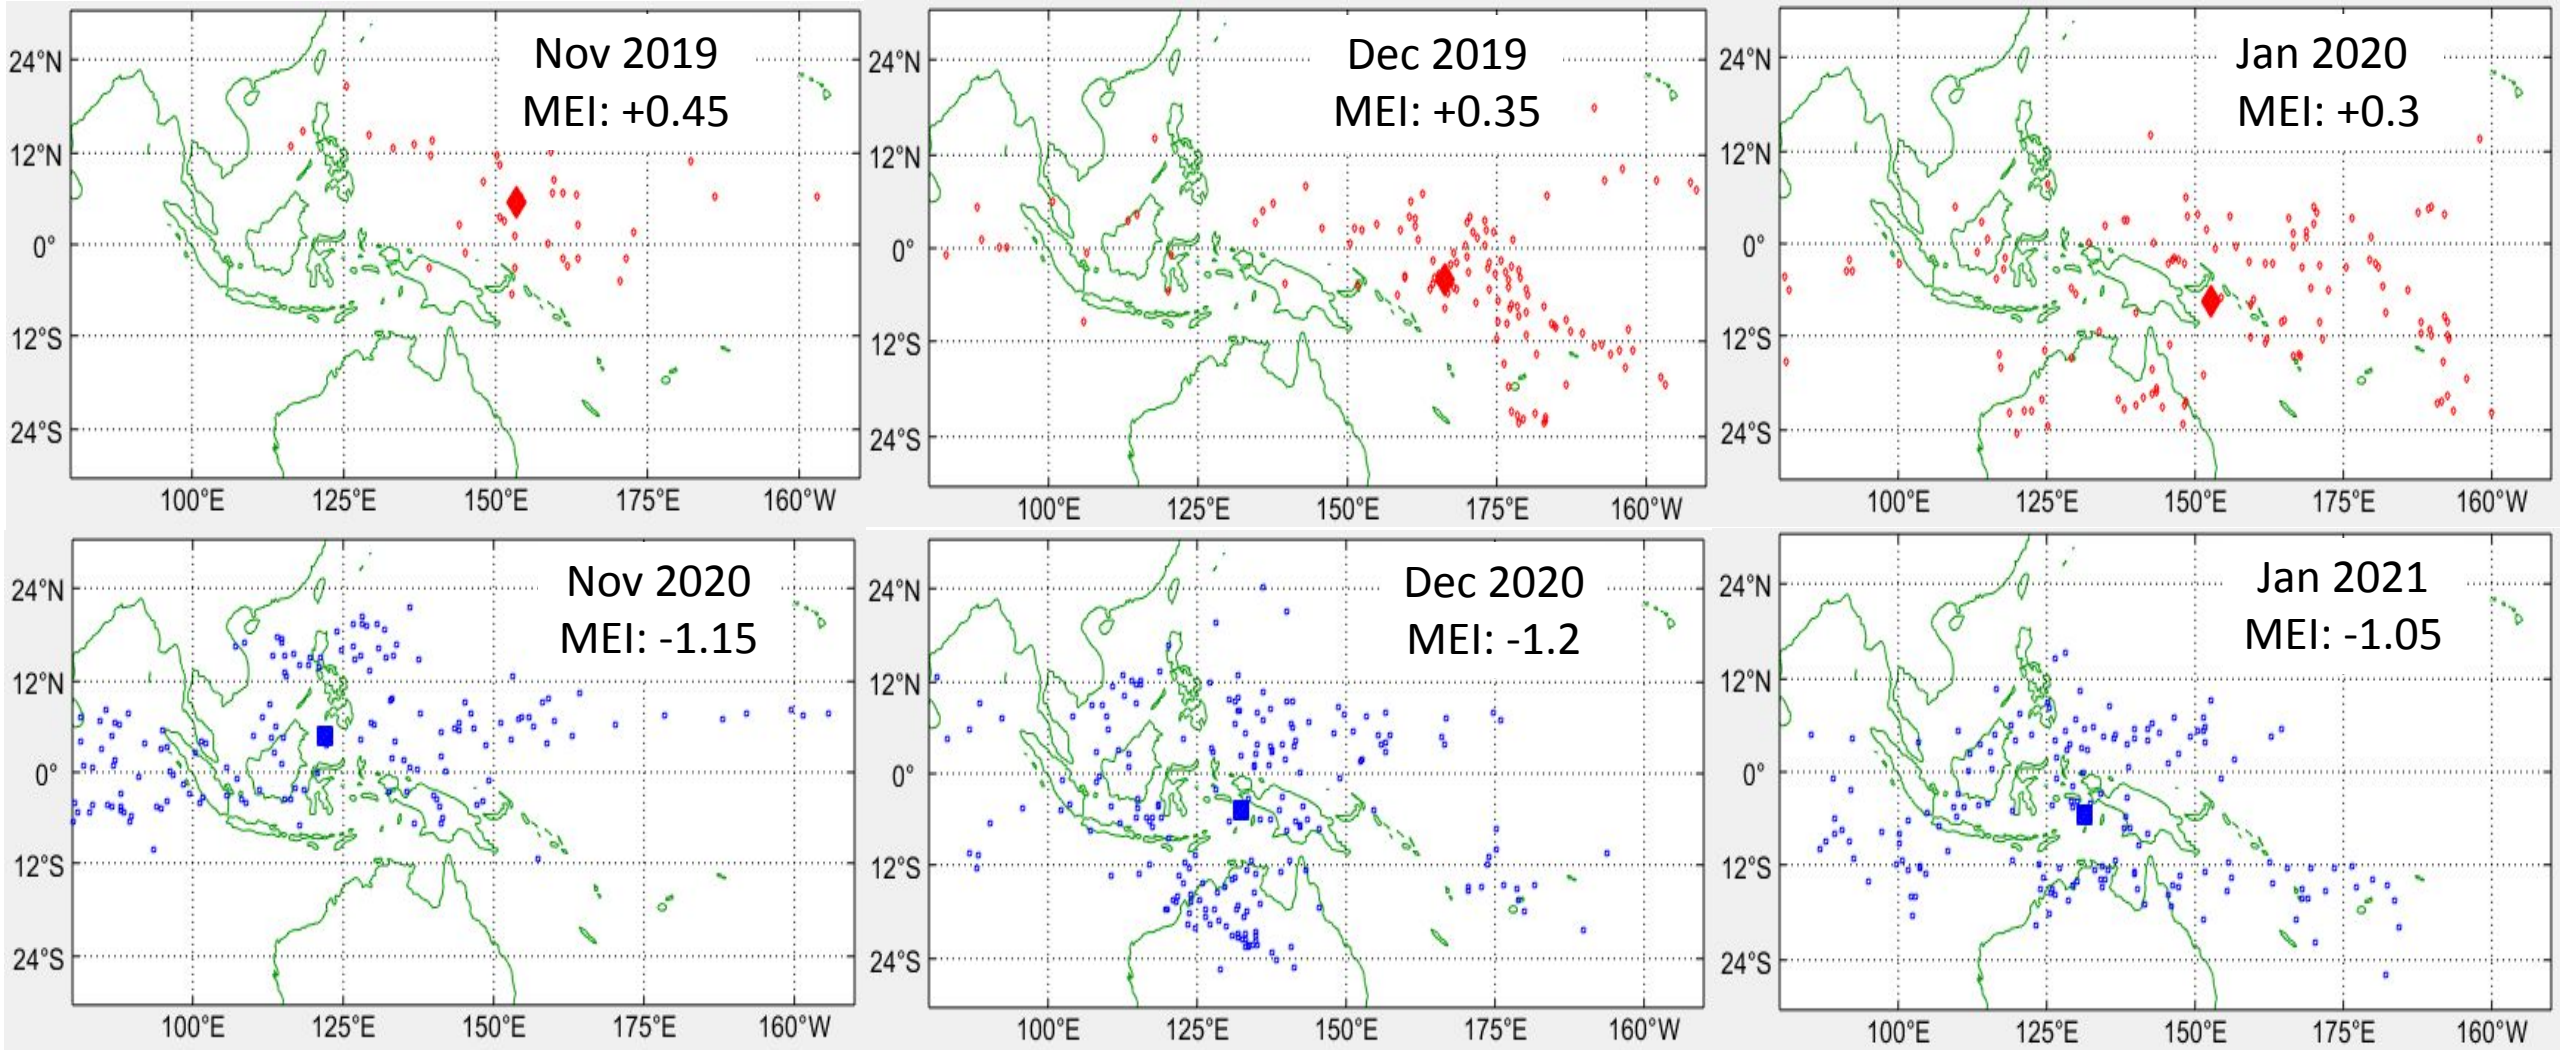 Nov 2019
MEI: +0.45
24°N
12°N
0°
12°S
24°S
100°E 125°E 150°E 175°E 160°W
Dec 2019
MEI: +0.35
24°N
12°N
0°
12°S
24°S
100°E 125°E 150°E 175°E 160°W
Jan 2020
MEI: +0.3
24°N
12°N
0°
12°S
24°S
100°E 125°E 150°E 175°E 160°W
Nov 2020
MEI: -1.15
24°N
12°N
0°
12°S
24°S
100°E 125°E 150°E 175°E 160°W
Dec 2020
MEI: -1.2
24°N
12°N
0°
12°S
24°S
100°E 125°E 150°E 175°E 160°W
Jan 2021
MEI: -1.05
24°N
12°N
0°
12°S
24°S
100°E 125°E 150°E 175°E 160°W